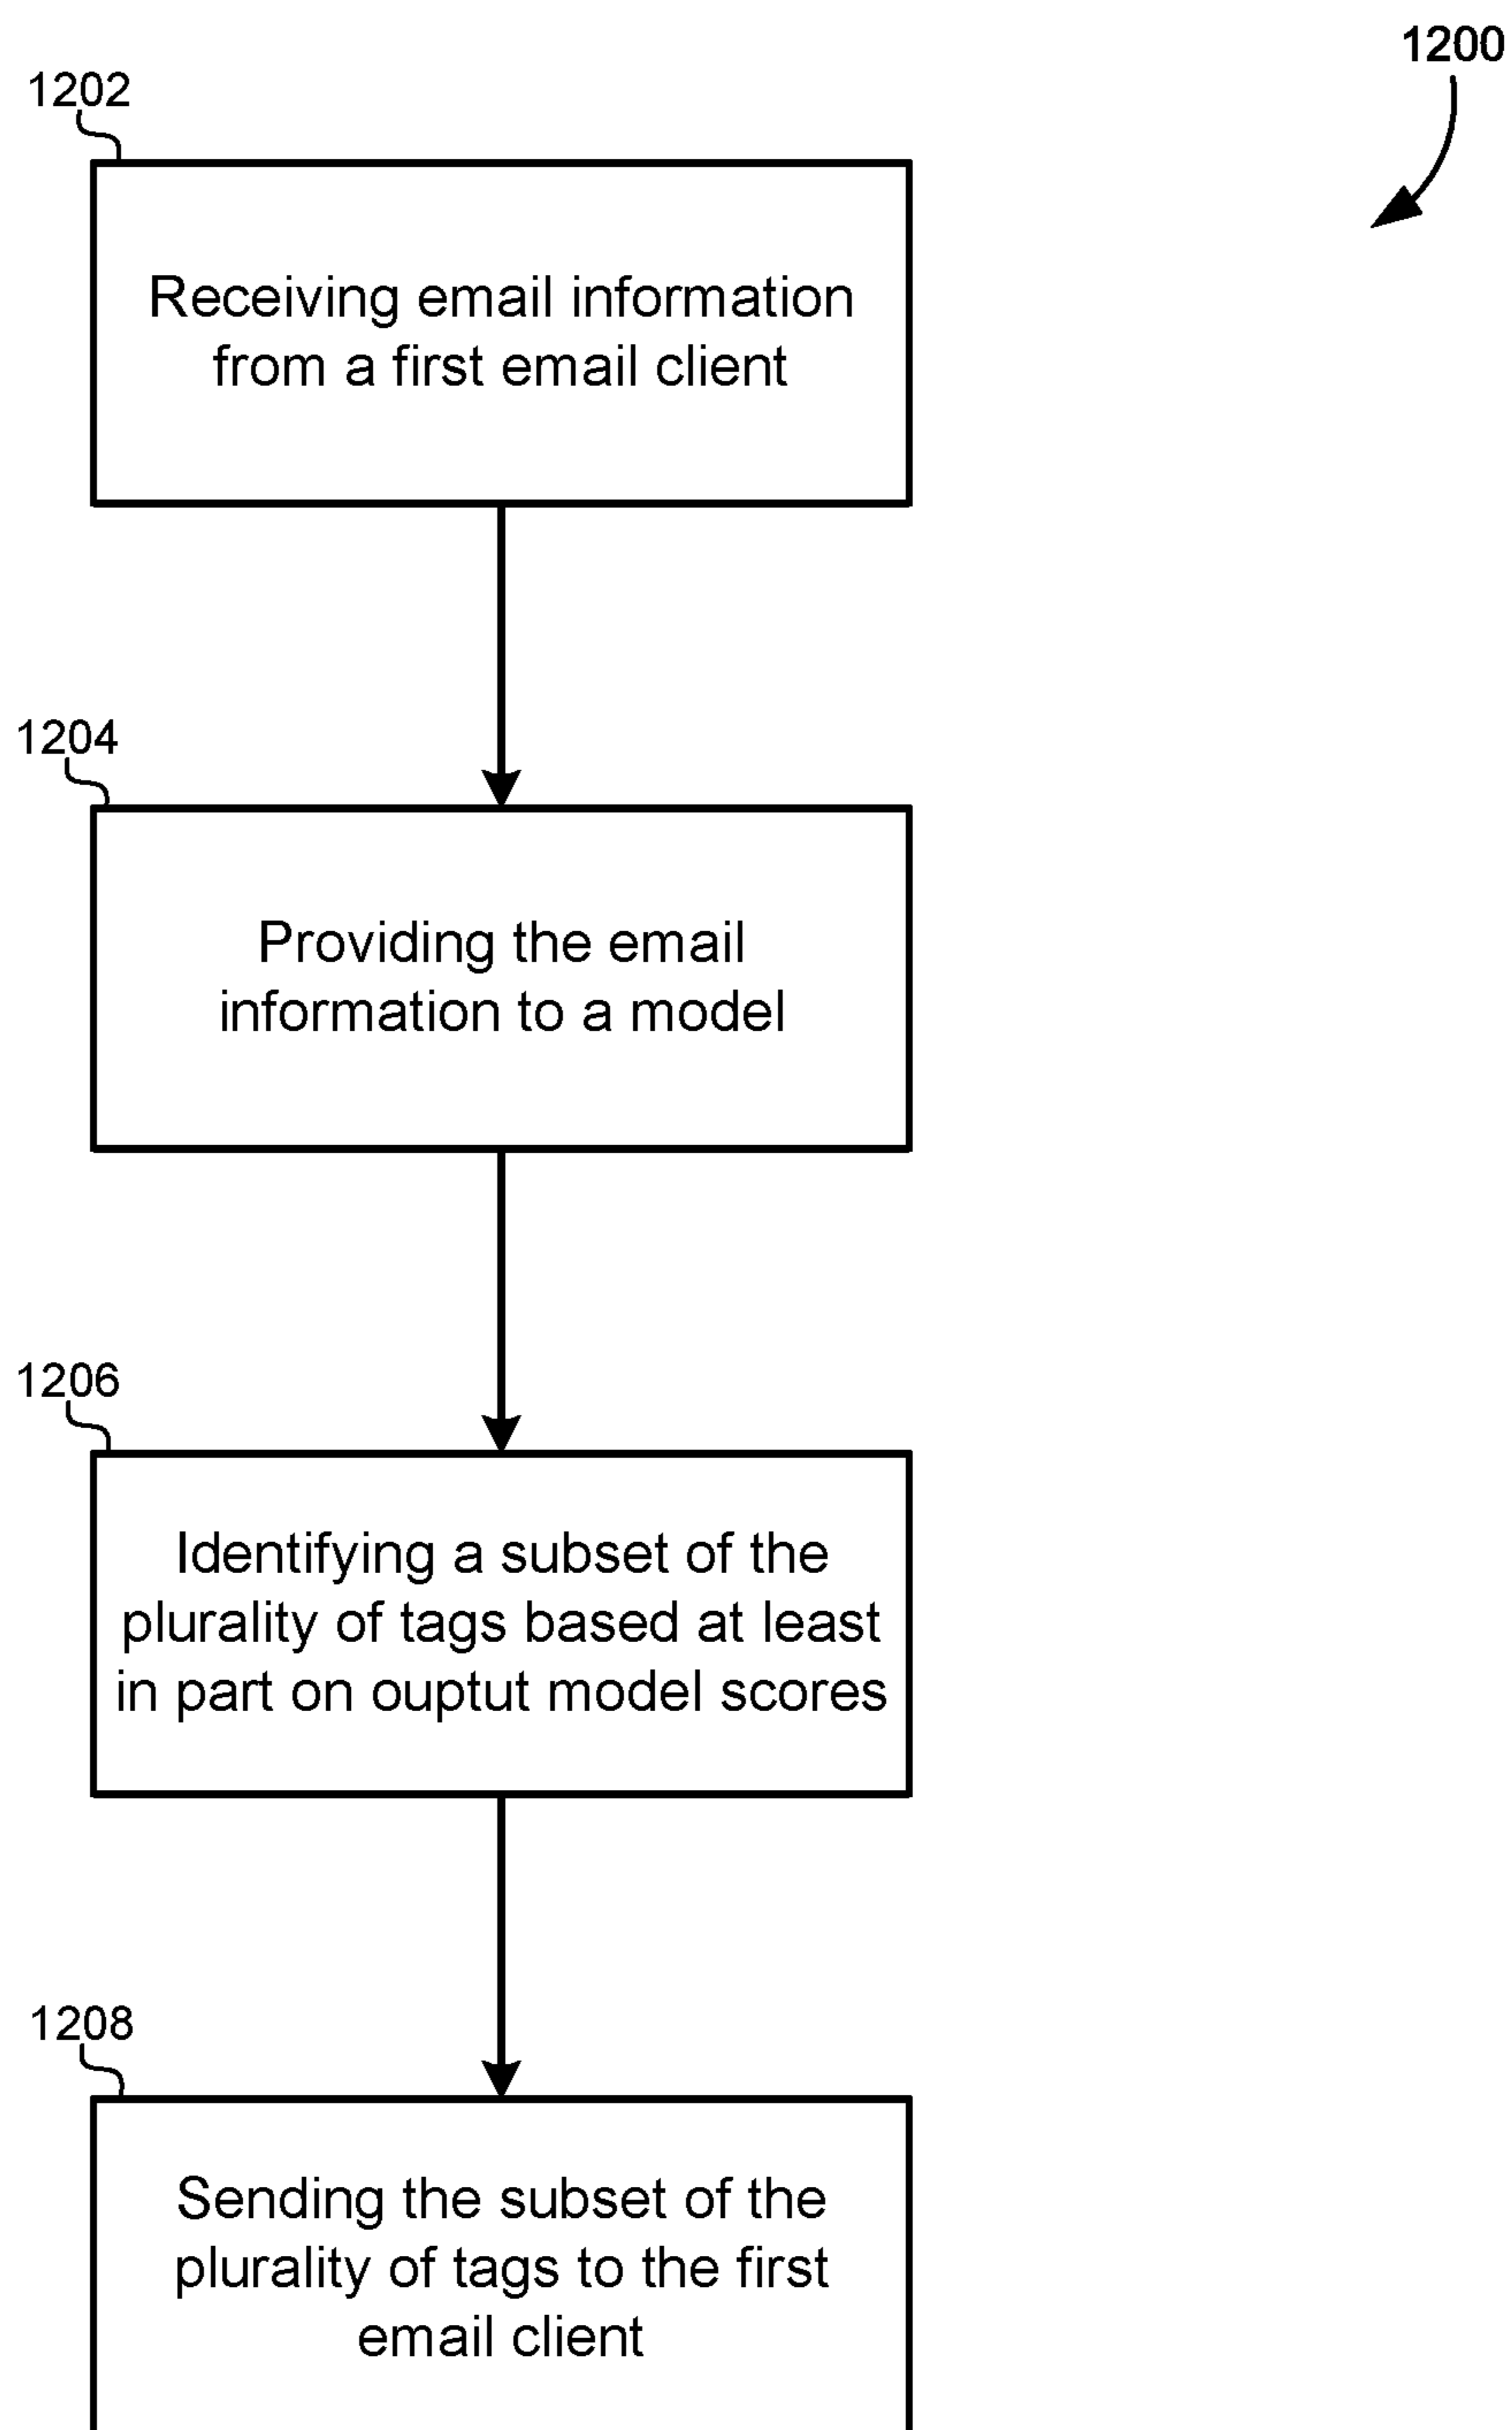 1200
1202
Receiving email information
from a first email client
1204
Providing the email
information to a model
1206
Identifying a subset of the
plurality of tags based at least
in part on ouptut model scores
1208
Sending the subset of the
plurality of tags to the first
email client